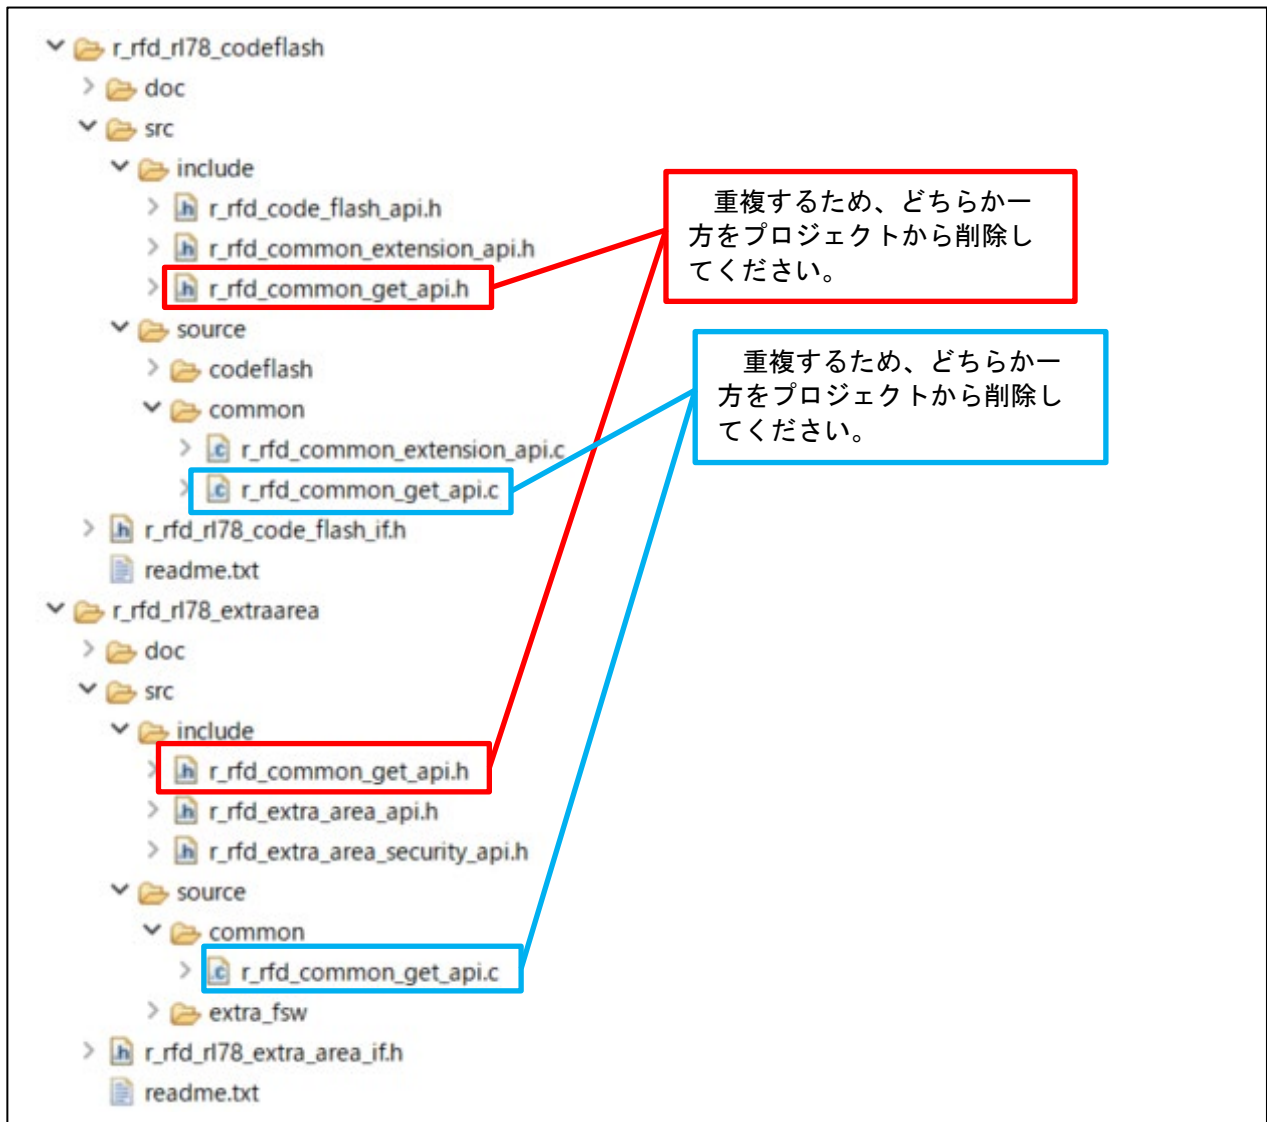 r_rfd_rl78_codeflash
doc
src
include
r_rfd_code_flash_api.h
r_rfd_common_extension_api.h
r_rfd_common_get_api.h
source
codeflash
common
r_rfd_common_extension_api.c
r_rfd_common_get_api.c
r_rfd_rl78_code_flash_if.h
readme.txt
r_rfd_rl78_extraarea
doc
src
include
r_rfd_common_get_api.h
r_rfd_extra_area_api.h
r_rfd_extra_area_security_api.h
source
common
r_rfd_common_get_api.c
extra_fsw
r_rfd_rl78_extra_area_if.h
readme.txt
重複するため、どちらか一
方をプロジェクトから削除し
てください。
重複するため、どちらか一
方をプロジェクトから削除し
てください。